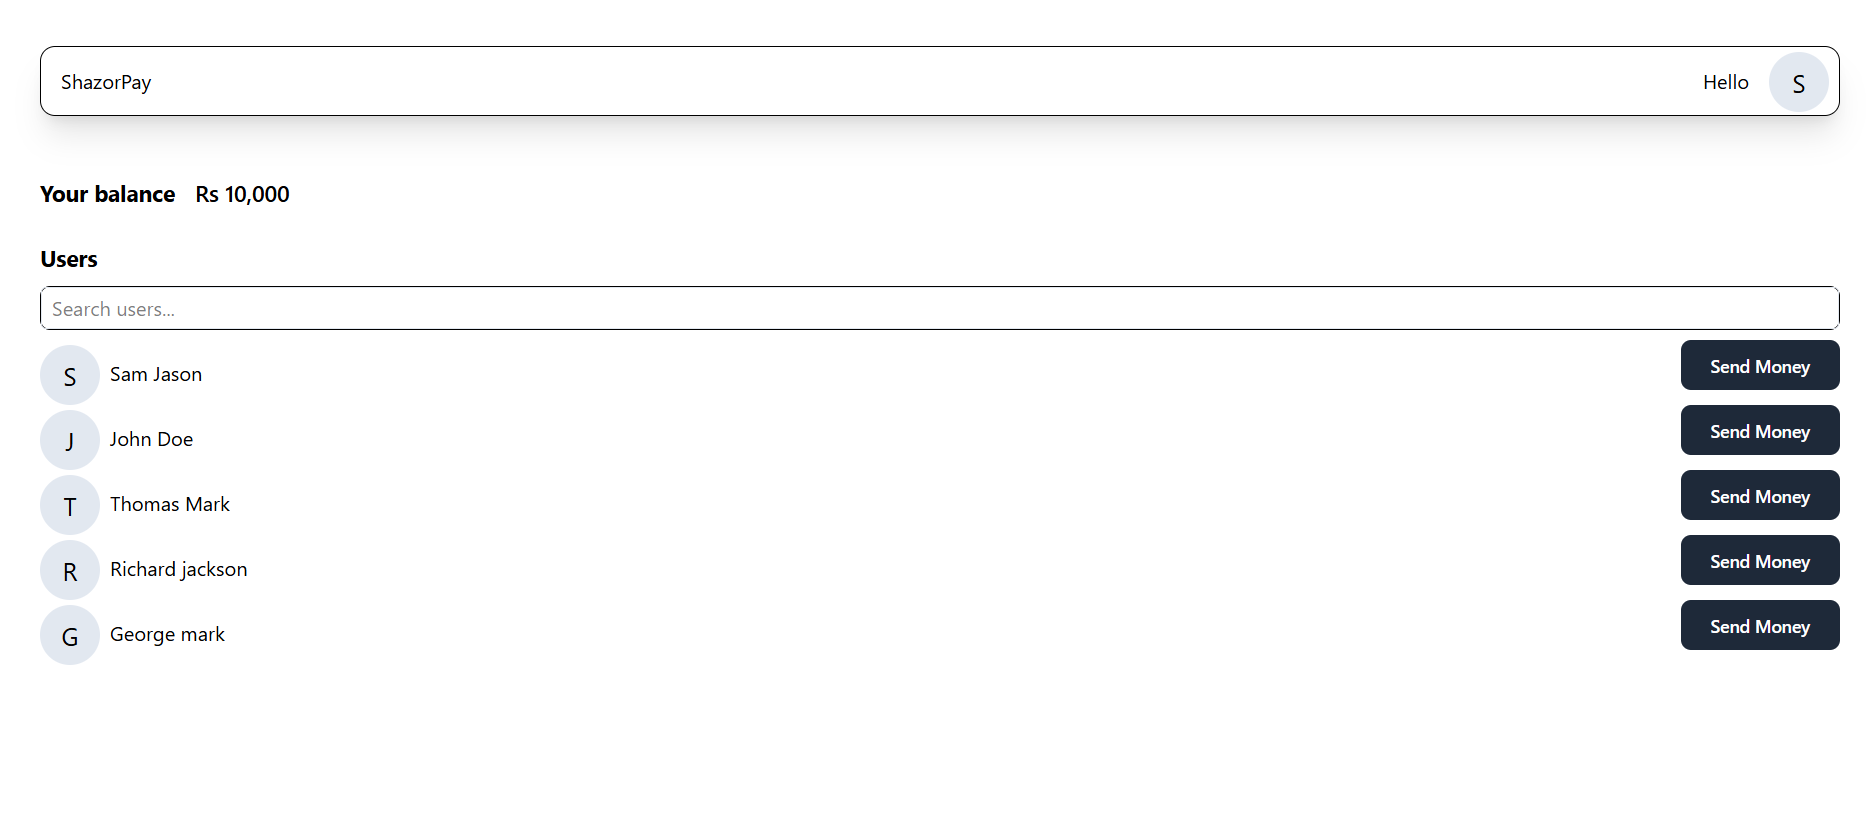 ShazorPay Hello S
Your balance Rs 10,000
Users
Search users...
S Sam Jason Send Money
J John Doe Send Money
T Thomas Mark Send Money
R Richard jackson Send Money
G George mark Send Money